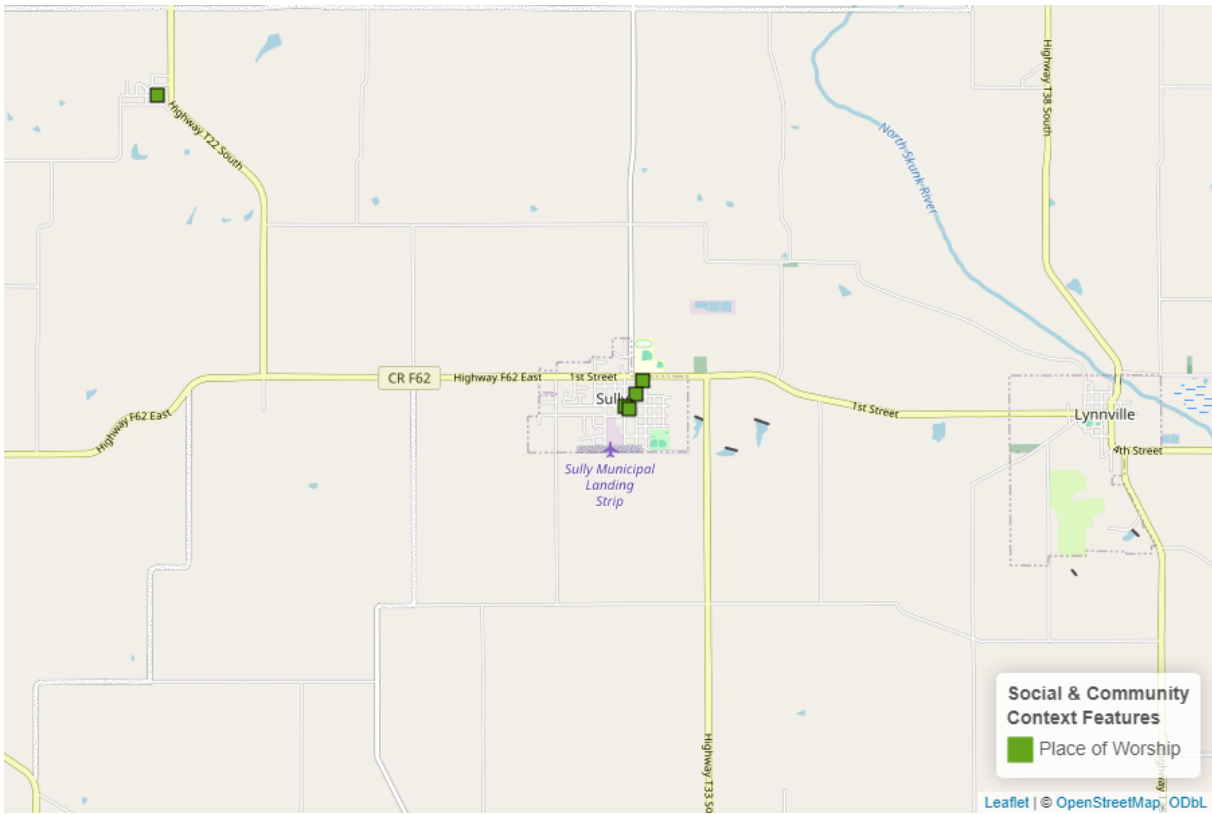 Highway T22 South
Highway T38 South
North Skunk River
CR F62
Highway F62 East
1st Street
Sully
Highway F62 East
1st Street
Lynnville
4th Street
Sully Municipal
Landing
Strip
Highway T33 So
Social & Community
Context Features
Place of Worship
Leaflet | © OpenStreetMap, ODbL